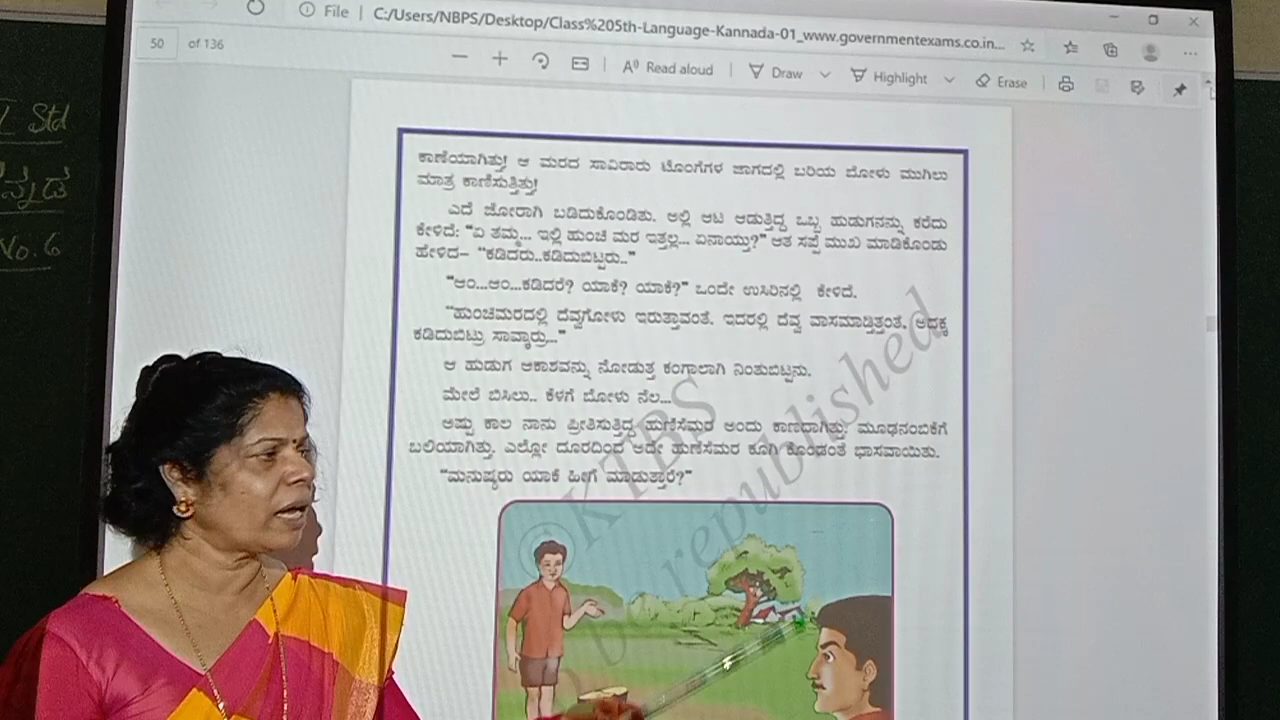 File | C:/Users/NBPS/Desktop/Class%205th-Language-Kannada-01_www.governmentexams.co.in...
50 of 136
Read aloud | Draw Highlight Erase
I Std
ನ್ನಡ
No. 6
ಕಾಣೆಯಾಗಿತ್ತು! ಆ ಮರದ ಸಾವಿರಾರು ಟೊಂಗೆಗಳ ಜಾಗದಲ್ಲಿ ಬರಿಯ ಬೋಳು ಮುಗಿಲು
ಮಾತ್ರ ಕಾಣಿಸುತ್ತಿತ್ತು!
ಎದೆ ಜೋರಾಗಿ ಬಡಿದುಕೊಂಡಿತು. ಅಲ್ಲಿ ಆಟ ಆಡುತ್ತಿದ್ದ ಒಬ್ಬ ಹುಡುಗನನ್ನು ಕರೆದು
ಕೇಳಿದೆ: "ಏ ತಮ್ಮ... ಇಲ್ಲಿ ಹುಂಚಿ ಮರ ಇತ್ತಲ್ಲ... ಏನಾಯ್ತು?" ಆತ ಸಪ್ಪೆ ಮುಖ ಮಾಡಿಕೊಂಡು
ಹೇಳಿದ– "ಕಡಿದರು..ಕಡಿದುಬಿಟ್ಟರು.."
"ಆಂ...ಆಂ...ಕಡಿದರೆ? ಯಾಕೆ? ಯಾಕೆ?" ಒಂದೇ ಉಸಿರಿನಲ್ಲಿ ಕೇಳಿದೆ.
"ಹುಂಚಿಮರದಲ್ಲಿ ದೆವ್ವಗೋಳು ಇರುತ್ತಾವಂತೆ. ಇದರಲ್ಲಿ ದೆವ್ವ ವಾಸಮಾಡ್ತಿತ್ತಂತೆ. ಅದಕ್ಕ
ಕಡಿದುಬಿಟ್ರು ಸಾವ್ಕಾರ್ರು..."
ಆ ಹುಡುಗ ಆಕಾಶವನ್ನು ನೋಡುತ್ತ ಕಂಗಾಲಾಗಿ ನಿಂತುಬಿಟ್ಟನು.
ಮೇಲೆ ಬಿಸಿಲು.. ಕೆಳಗೆ ಬೋಳು ನೆಲ...
ಅಷ್ಟು ಕಾಲ ನಾನು ಪ್ರೀತಿಸುತ್ತಿದ್ದ ಹುಣಿಸೆಮರ ಅಂದು ಕಾಣದಾಗಿತ್ತು. ಮೂಢನಂಬಿಕೆಗೆ
ಬಲಿಯಾಗಿತ್ತು. ಎಲ್ಲೋ ದೂರದಿಂದ ಅದೇ ಹುಣಿಸೆಮರ ಕೂಗಿ ಕೊಂಡಂತೆ ಭಾಸವಾಯಿತು.
"ಮನುಷ್ಯರು ಯಾಕೆ ಹೀಗೆ ಮಾಡುತ್ತಾರೆ?"
©KTBS
be republished